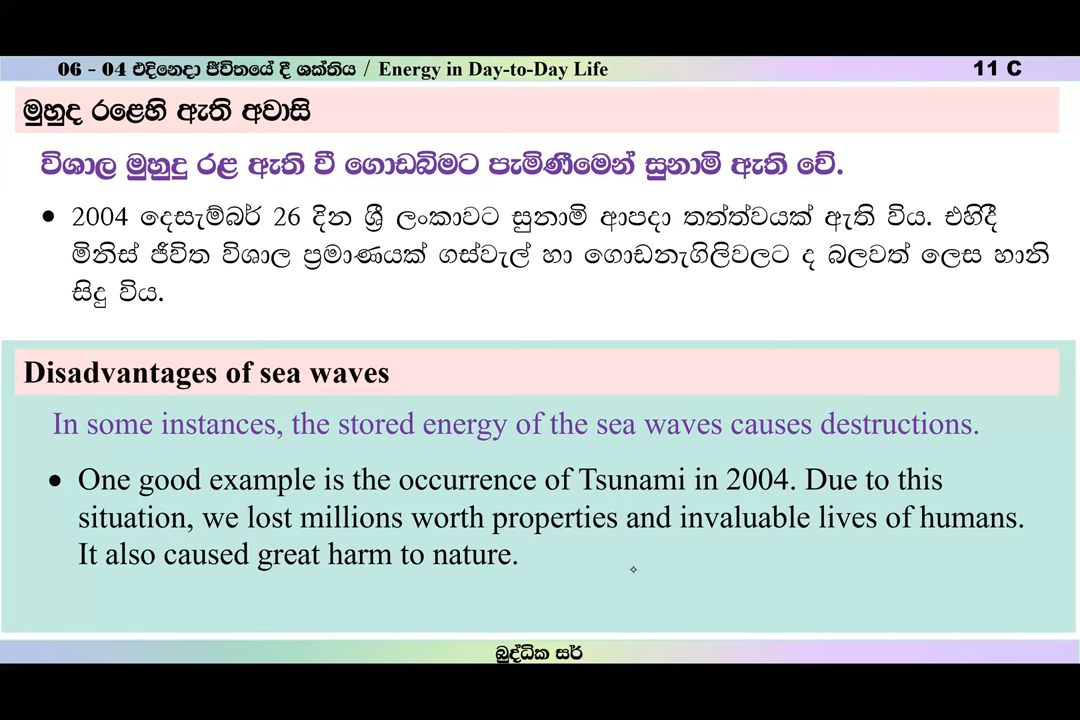 06 - 04 එදිනෙදා ජීවිතයේ දී ශක්තිය / Energy in Day-to-Day Life 11 C
මුහුද රළෙහි ඇති අවාසි
විශාල මුහුදු රළ ඇති වී ගොඩබිමට පැමිණීමෙන් සුනාමි ඇති වේ.
• 2004 දෙසැම්බර් 26 දින ශ්‍රී ලංකාවට සුනාමි ආපදා තත්ත්වයක් ඇති විය. එහිදී
මිනිස් ජීවිත විශාල ප්‍රමාණයක් ගස්වැල් හා ගොඩනැගිලිවලට ද බලවත් ලෙස හානි
සිදු විය.
Disadvantages of sea waves
In some instances, the stored energy of the sea waves causes destructions.
• One good example is the occurrence of Tsunami in 2004. Due to this
situation, we lost millions worth properties and invaluable lives of humans.
It also caused great harm to nature.
බුද්ධික සර්